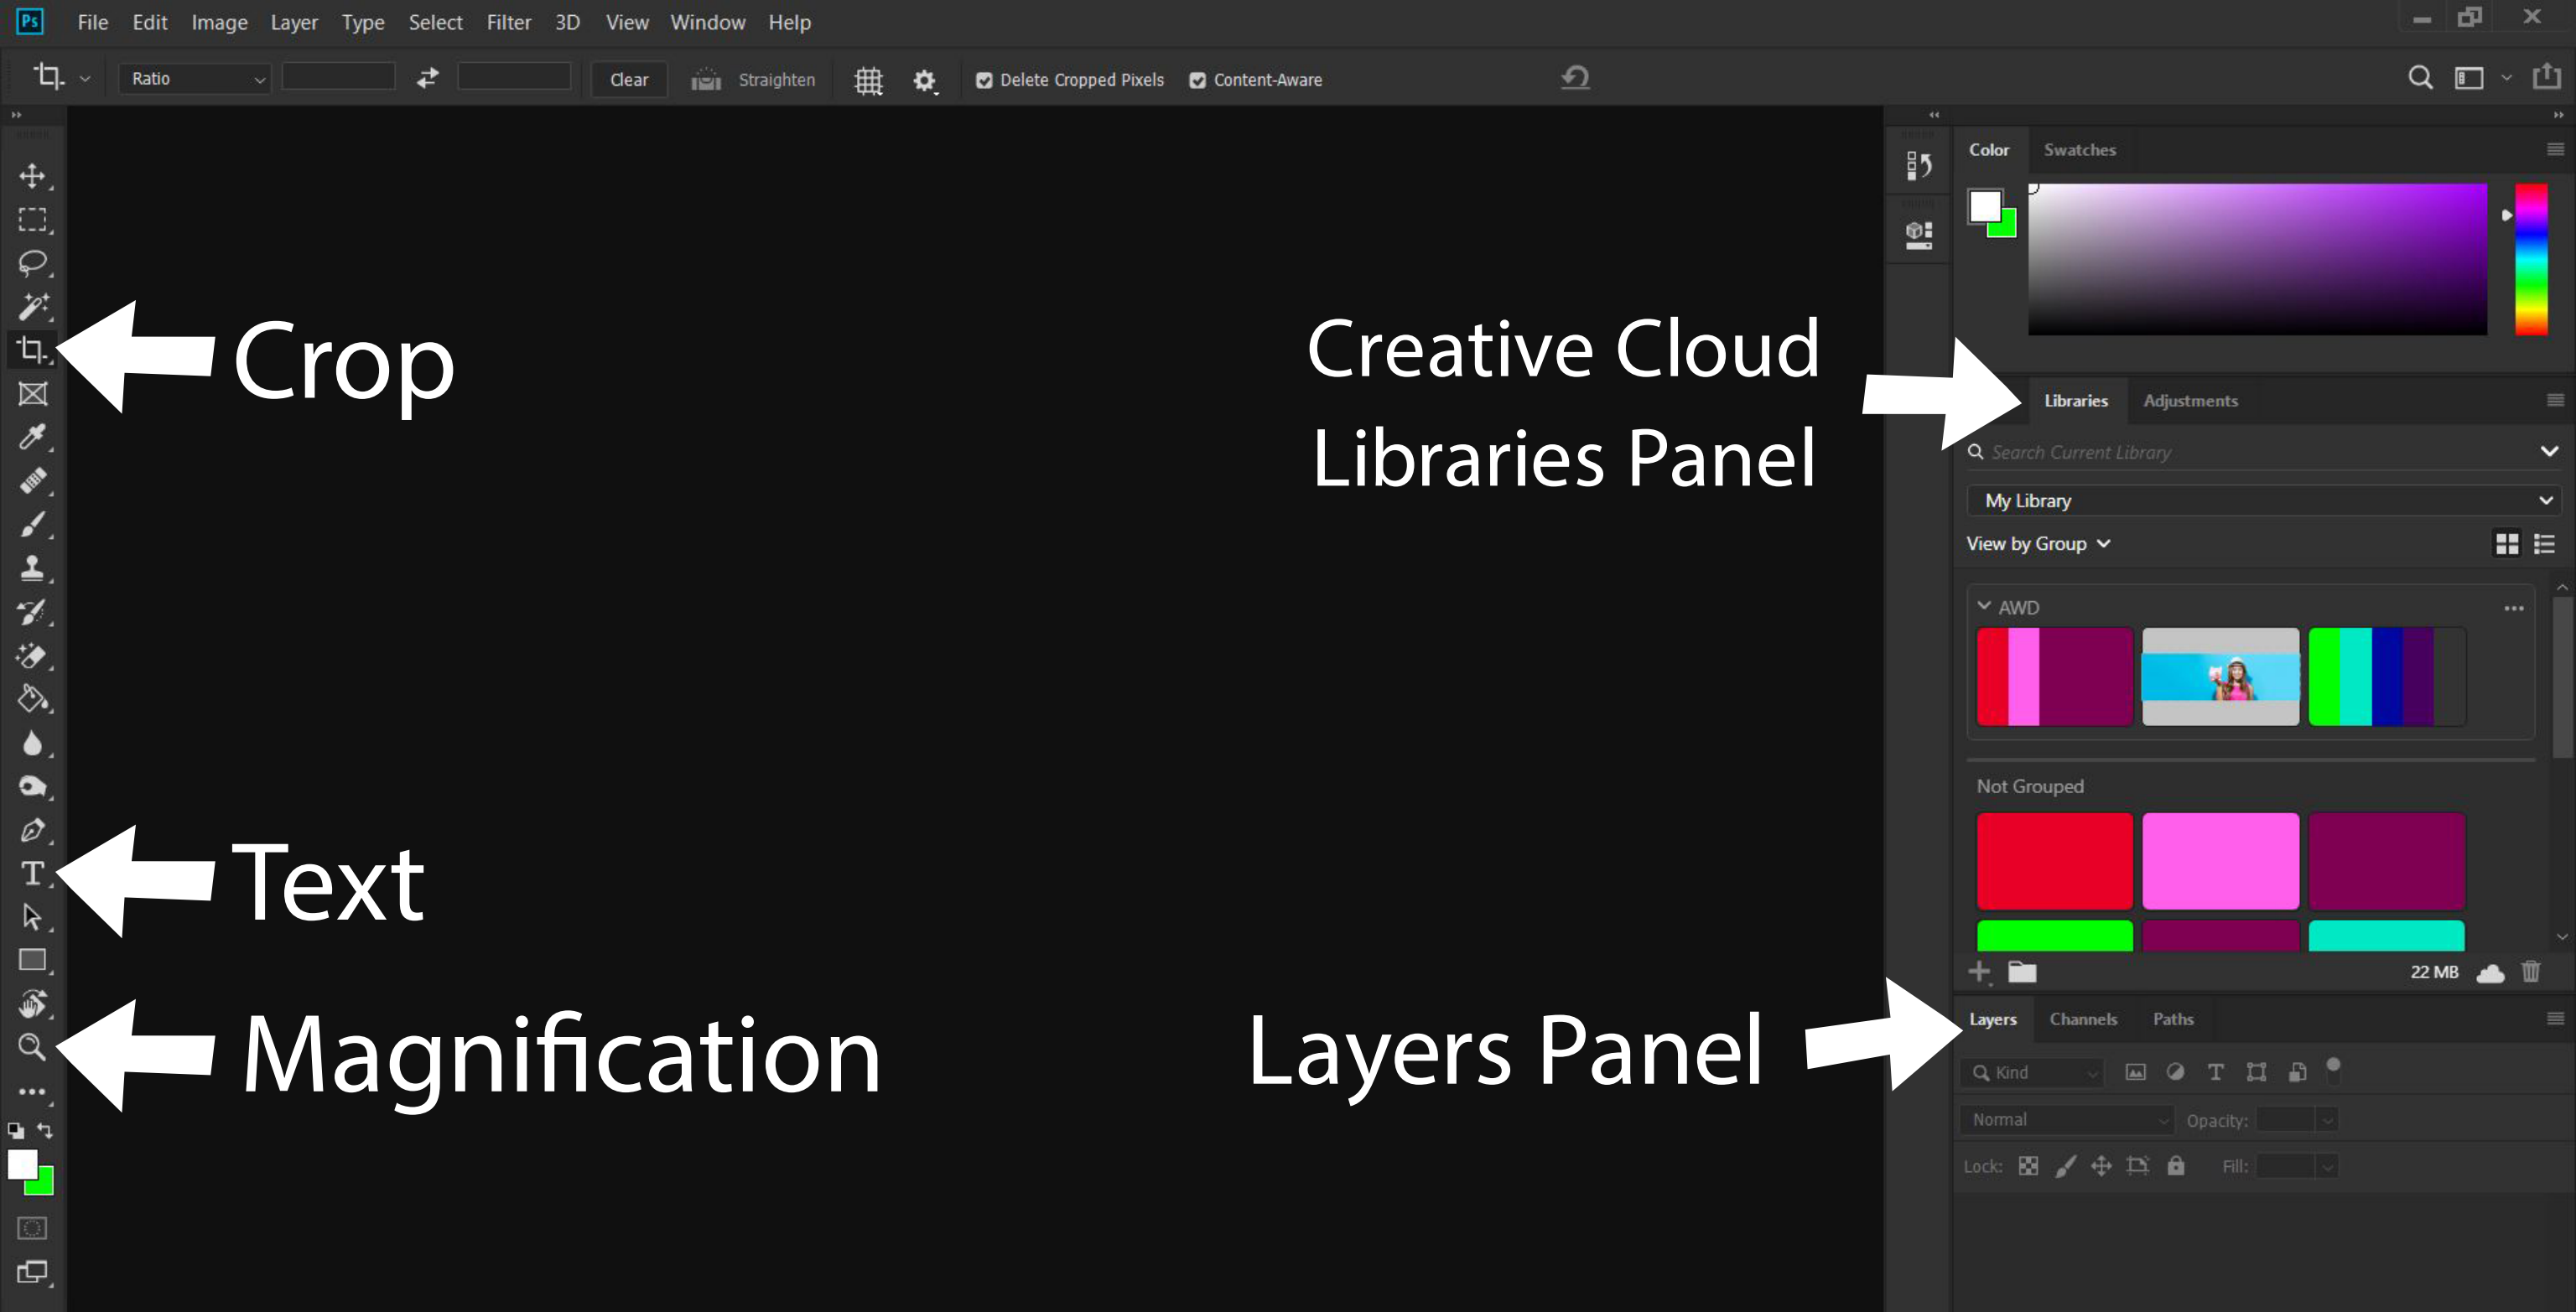 Ps File Edit Image Layer Type Select Filter 3D View Window Help
Ratio Clear Straighten Delete Cropped Pixels Content-Aware
Color Swatches
Crop
Creative Cloud
Libraries Panel
Libraries Adjustments
Search Current Library
My Library
View by Group
AWD
Not Grouped
Text
22 MB
Magnification
Layers Panel
Layers Channels Paths
Kind
Normal Opacity:
Lock: Fill: